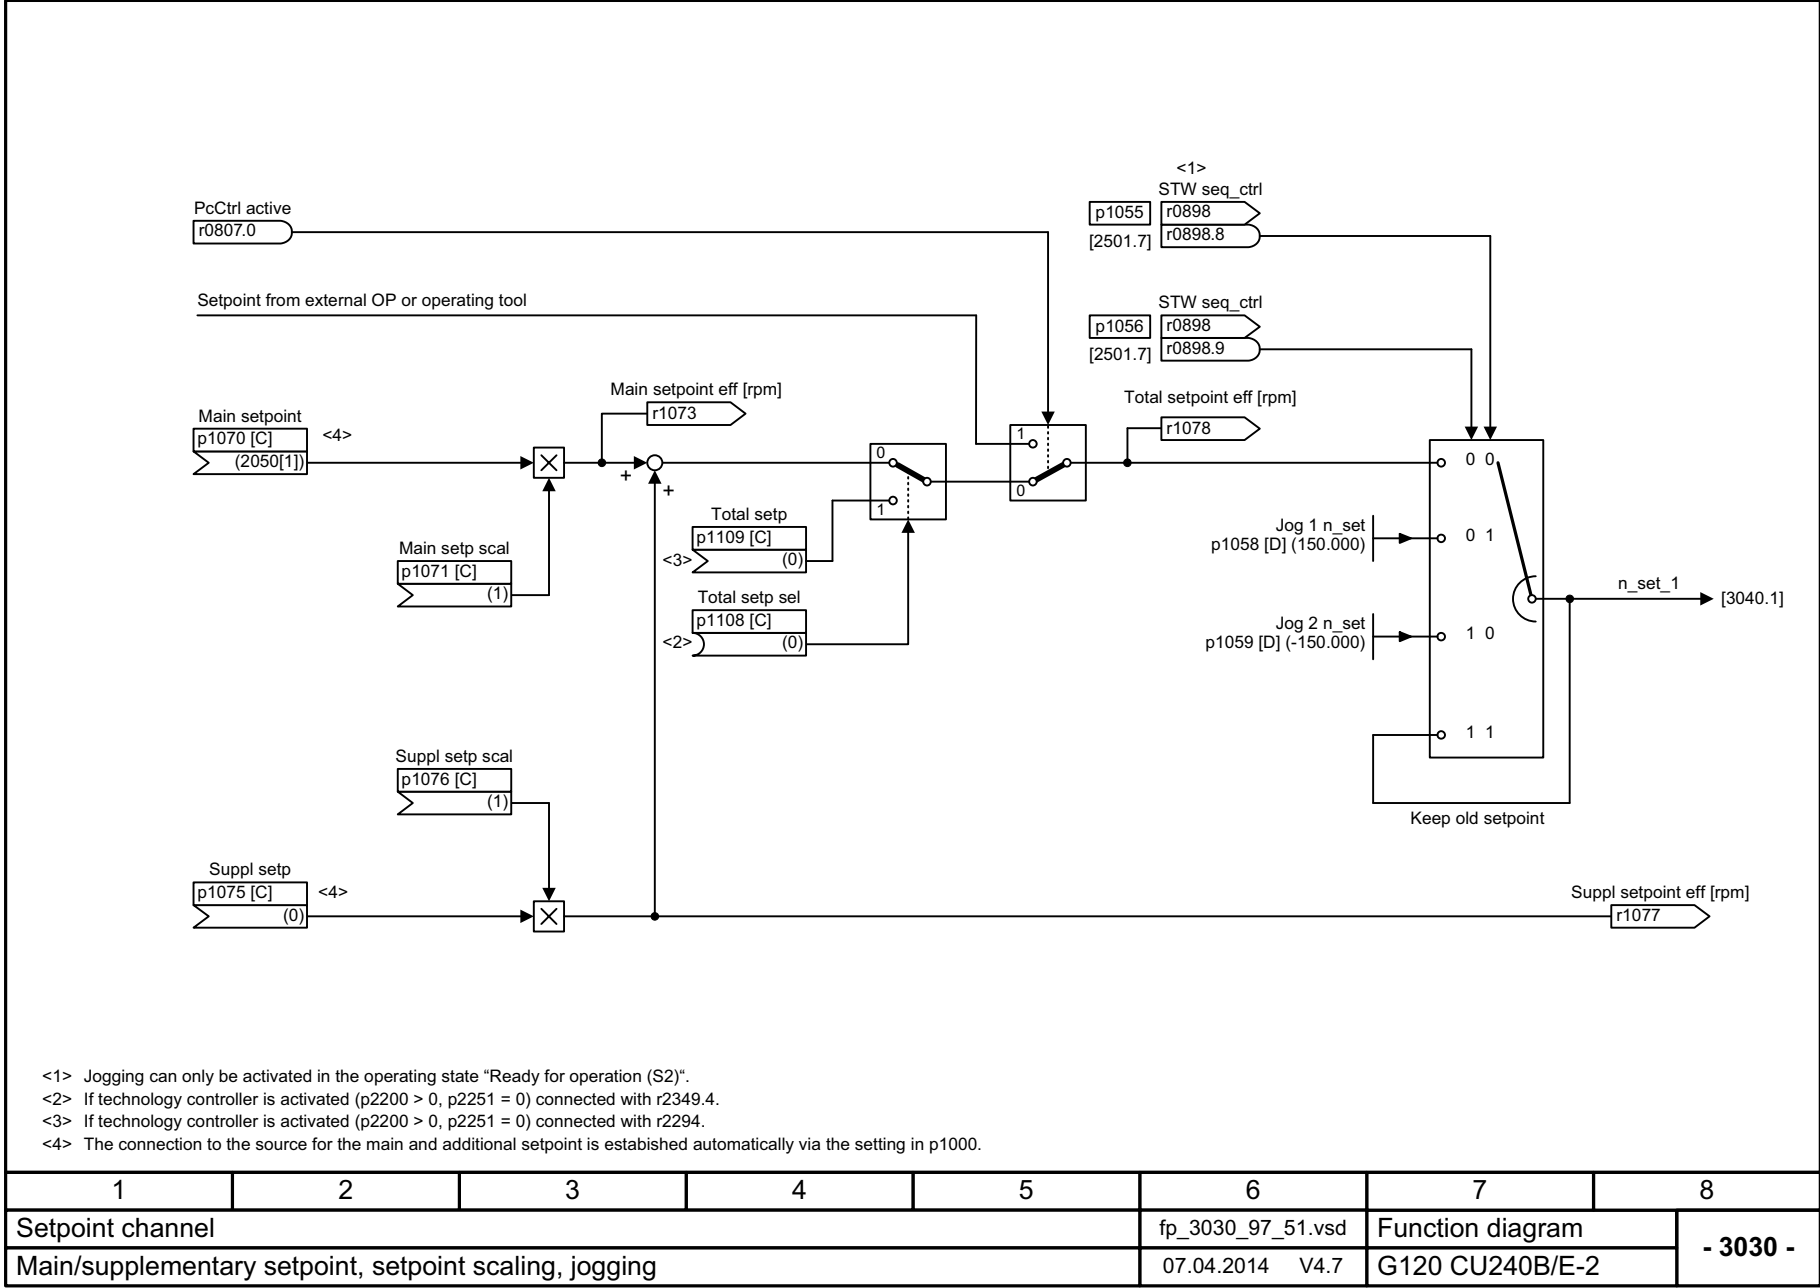 <1>
STW seq_ctrl
PcCtrl active
p1055
r0898
r0807.0
[2501.7]
r0898.8
Setpoint from external OP or operating tool
STW seq_ctrl
p1056
r0898
[2501.7]
r0898.9
Main setpoint eff [rpm]
r1073
Total setpoint eff [rpm]
r1078
Main setpoint
p1070 [C]
<4>
(2050[1])
+
+
0
1
1
0
0 0
Total setp
p1109 [C]
<3>
(0)
Jog 1 n_set
p1058 [D] (150.000)
0 1
Main setp scal
p1071 [C]
(1)
Total setp sel
p1108 [C]
<2>
(0)
n_set_1
[3040.1]
Jog 2 n_set
p1059 [D] (-150.000)
1 0
1 1
Keep old setpoint
Suppl setp scal
p1076 [C]
(1)
Suppl setp
p1075 [C]
<4>
(0)
Suppl setpoint eff [rpm]
r1077
<1> Jogging can only be activated in the operating state “Ready for operation (S2)“.
<2> If technology controller is activated (p2200 > 0, p2251 = 0) connected with r2349.4.
<3> If technology controller is activated (p2200 > 0, p2251 = 0) connected with r2294.
<4> The connection to the source for the main and additional setpoint is estabished automatically via the setting in p1000.
1 2 3 4 5 6 7 8
Setpoint channel
fp_3030_97_51.vsd
Function diagram
- 3030 -
Main/supplementary setpoint, setpoint scaling, jogging
07.04.2014 V4.7
G120 CU240B/E-2